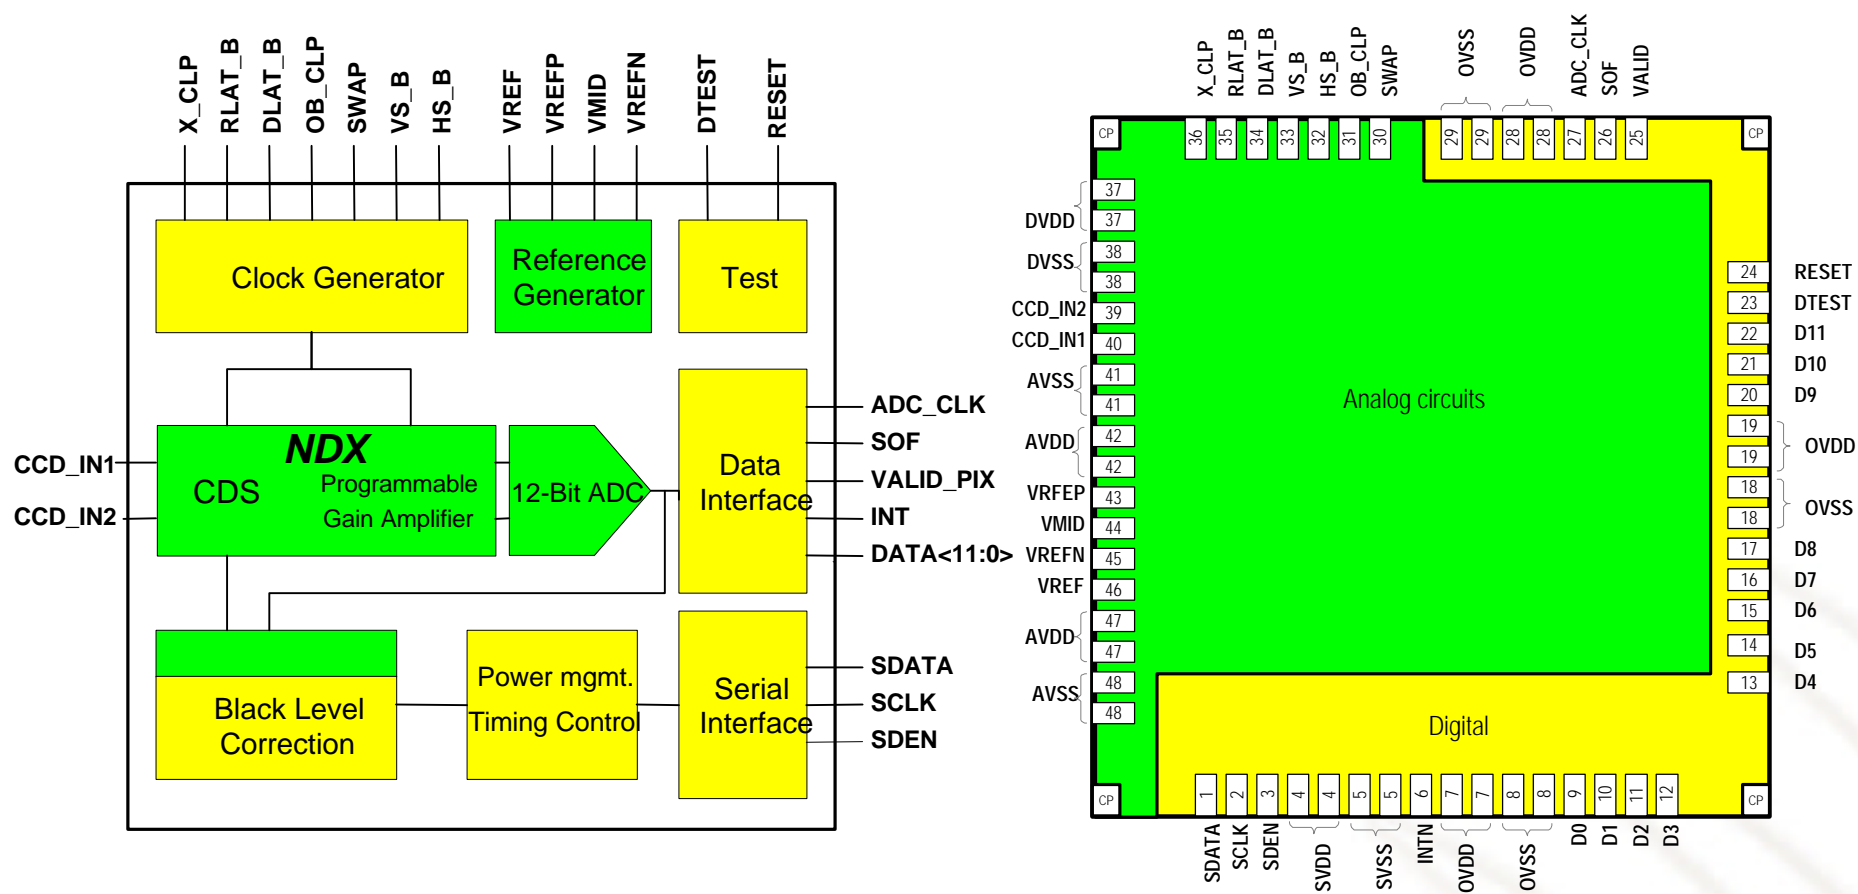 X_CLP
RLAT_B
DLAT_B
OB_CLP
SWAP
VS_B
HS_B
VREF
VREFP
VMID
VREFN
DTEST
RESET
Clock Generator
Reference
Generator
Test
CCD_IN1
CCD_IN2
NDX
CDS
Programmable
Gain Amplifier
12-Bit ADC
Data
Interface
ADC_CLK
SOF
VALID_PIX
INT
DATA<11:0>
Black Level
Correction
Power mgmt.
Timing Control
Serial
Interface
SDATA
SCLK
SDEN
X_CLP
RLAT_B
DLAT_B
VS_B
HS_B
OB_CLP
SWAP
OVSS
OVDD
ADC_CLK
SOF
VALID
CP
36
35
34
33
32
31
30
29
29
28
28
27
26
25
CP
DVDD
37
37
DVSS
38
38
CCD_IN2
39
CCD_IN1
40
AVSS
41
41
AVDD
42
42
VRFEP
43
VMID
44
VREFN
45
VREF
46
AVDD
47
47
AVSS
48
48
Analog circuits
Digital
24
RESET
23
DTEST
22
D11
21
D10
20
D9
19
19
OVDD
18
18
OVSS
17
D8
16
D7
15
D6
14
D5
13
D4
CP
1
2
3
4
4
5
5
6
7
7
8
8
9
10
11
12
CP
SDATA
SCLK
SDEN
SVDD
SVSS
INTN
OVDD
OVSS
D0
D1
D2
D3